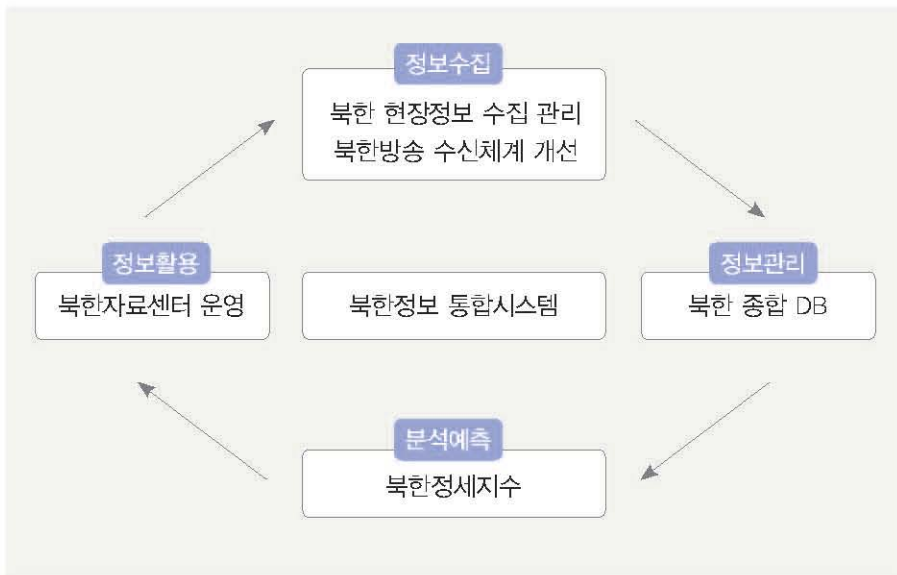 정보수집
북한 현장정보 수집 관리
북한방송 수신체계 개선
정보활용
북한자료센터 운영
북한정보 통합시스템
정보관리
북한 종합 DB
분석예측
북한정세지수